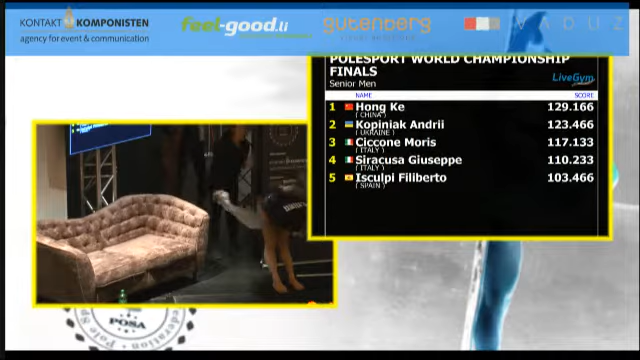 KONTAKT KOMPONISTEN
agency for event & communication
feel-good.li
gutenberg
VADUZ
POLESPORT WORLD CHAMPIONSHIP
FINALS
Senior Men
LiveGym
NAME SCORE
1 Hong Ke 129.166
( CHINA )
2 Kopiniak Andrii 123.466
( UKRAINE )
3 Ciccone Moris 117.133
( ITALY )
4 Siracusa Giuseppe 110.233
( ITALY )
5 Isculpi Filiberto 103.466
( SPAIN )
POSA